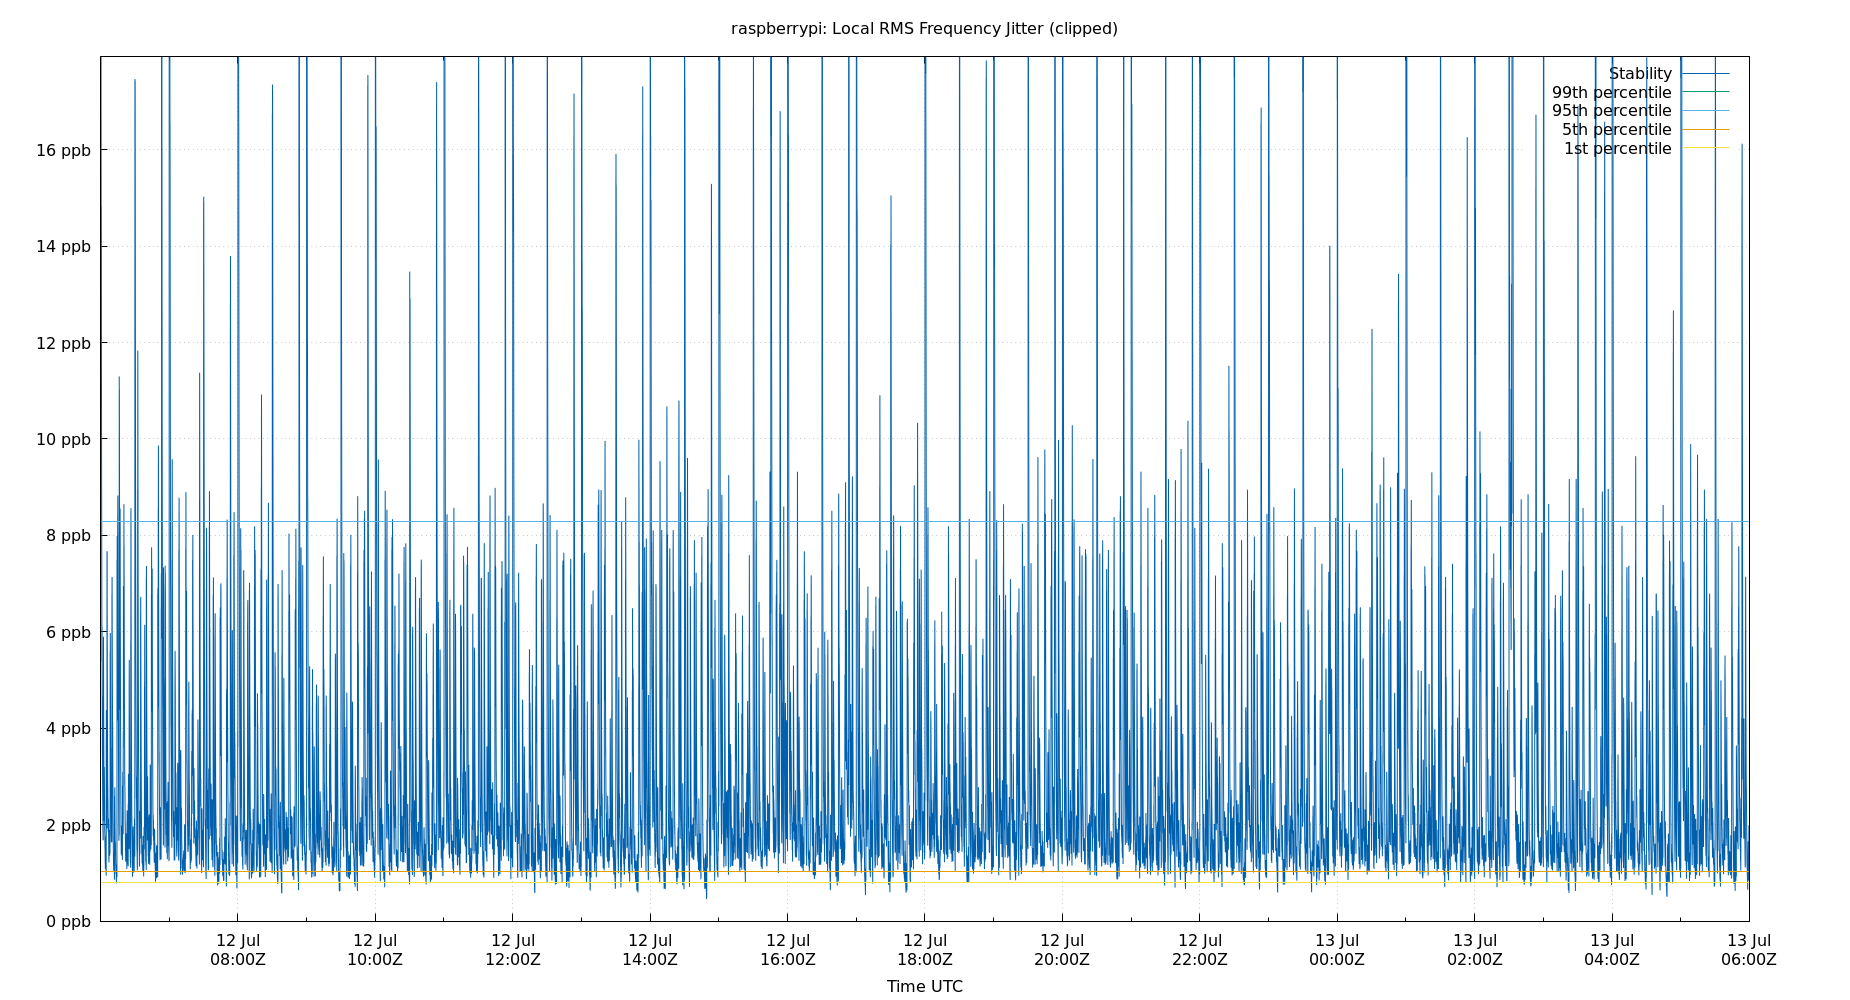 raspberrypi: Local RMS Frequency Jitter (clipped)
Stability
99th percentile
95th percentile
5th percentile
1st percentile
16 ppb
14 ppb
12 ppb
10 ppb
8 ppb
6 ppb
4 ppb
2 ppb
0 ppb
12 Jul 12 Jul 12 Jul 12 Jul 12 Jul 12 Jul 12 Jul 12 Jul 13 Jul 13 Jul 13 Jul 13 Jul
08:00Z 10:00Z 12:00Z 14:00Z 16:00Z 18:00Z 20:00Z 22:00Z 00:00Z 02:00Z 04:00Z 06:00Z
Time UTC